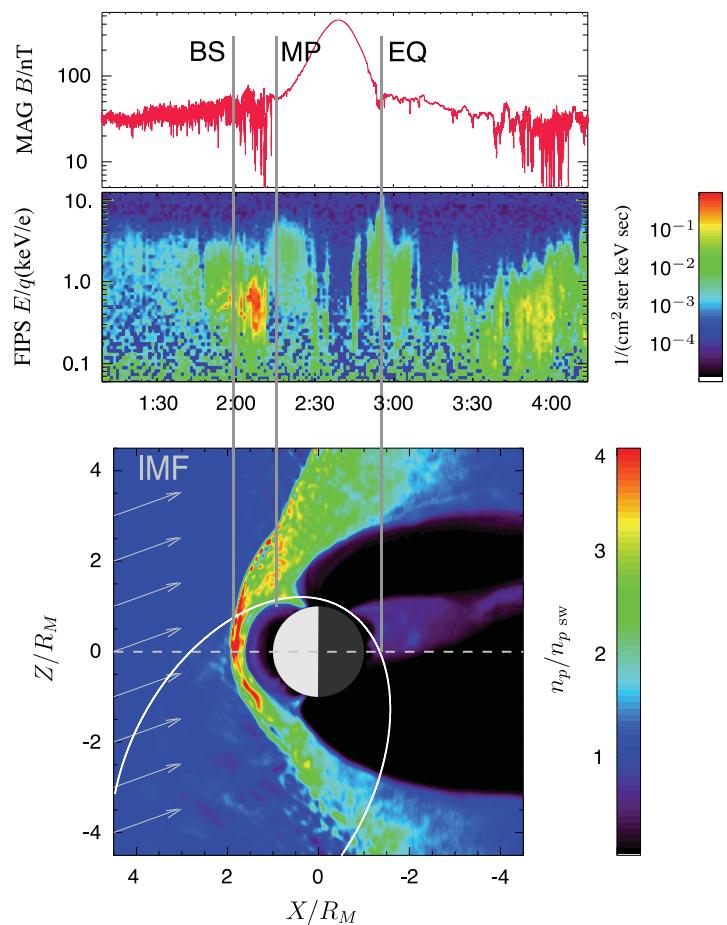 BS MP EQ
MAG B/nT
100
10
FIPS E/q(keV/e)
10.
1.0
0.1
1:30 2:00 2:30 3:00 3:30 4:00
10⁻¹
10⁻²
10⁻³
10⁻⁴
1/(cm² ster keV sec)
IMF
Z/R_M
4
2
0
-2
-4
4 2 0 -2 -4
X/R_M
4
3
2
1
n_p/n_p sw